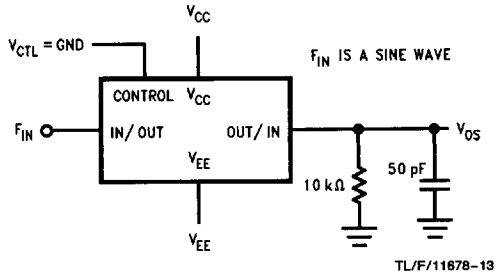 V_CC
V_CTL = GND
F_IN IS A SINE WAVE
CONTROL V_CC
F_IN IN/OUT OUT/IN V_OS
V_EE
10 kΩ 50 pF
V_EE
TL/F/11678–13